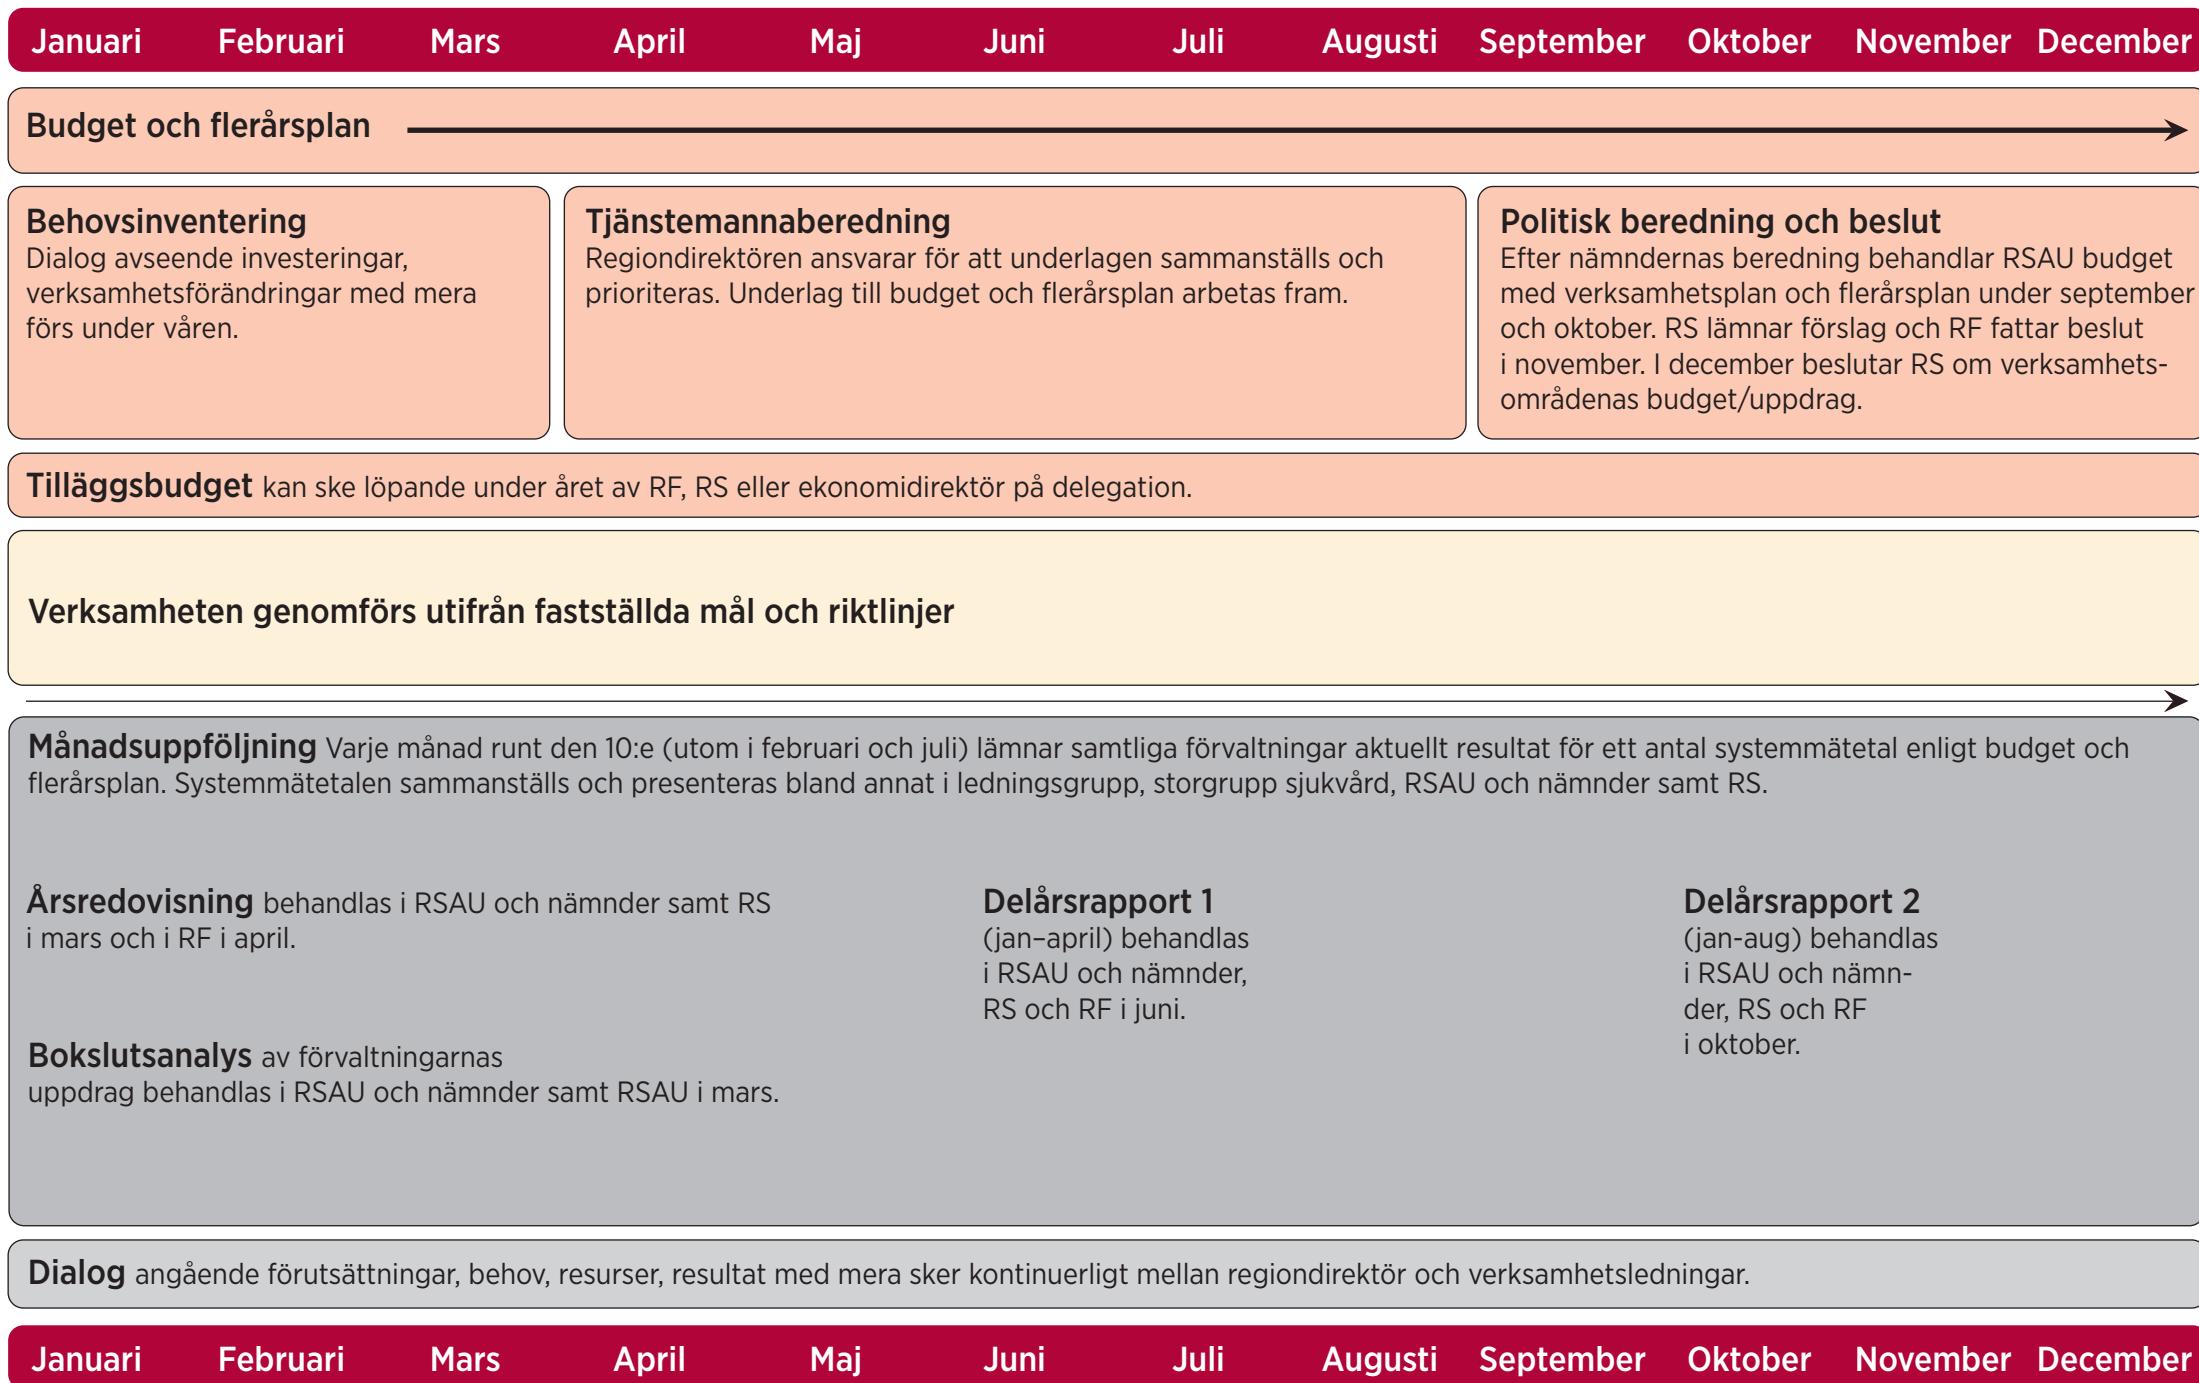 Januari Februari Mars April Maj Juni Juli Augusti September Oktober November December
Budget och flerårsplan
Behovsinventering
Dialog avseende investeringar,
verksamhetsförändringar med mera
förs under våren.
Tjänstemannaberedning
Regiondirektören ansvarar för att underlagen sammanställs och
prioriteras. Underlag till budget och flerårsplan arbetas fram.
Politisk beredning och beslut
Efter nämndernas beredning behandlar RSAU budget
med verksamhetsplan och flerårsplan under september
och oktober. RS lämnar förslag och RF fattar beslut
i november. I december beslutar RS om verksamhets-
områdenas budget/uppdrag.
Tilläggsbudget kan ske löpande under året av RF, RS eller ekonomidirektör på delegation.
Verksamheten genomförs utifrån fastställda mål och riktlinjer
Månadsuppföljning Varje månad runt den 10:e (utom i februari och juli) lämnar samtliga förvaltningar aktuellt resultat för ett antal systemmätetal enligt budget och
flerårsplan. Systemmätetalen sammanställs och presenteras bland annat i ledningsgrupp, storgrupp sjukvård, RSAU och nämnder samt RS.
Årsredovisning behandlas i RSAU och nämnder samt RS
i mars och i RF i april.
Bokslutsanalys av förvaltningarnas
uppdrag behandlas i RSAU och nämnder samt RSAU i mars.
Delårsrapport 1
(jan–april) behandlas
i RSAU och nämnder,
RS och RF i juni.
Delårsrapport 2
(jan-aug) behandlas
i RSAU och nämn-
der, RS och RF
i oktober.
Dialog angående förutsättningar, behov, resurser, resultat med mera sker kontinuerligt mellan regiondirektör och verksamhetsledningar.
Januari Februari Mars April Maj Juni Juli Augusti September Oktober November December